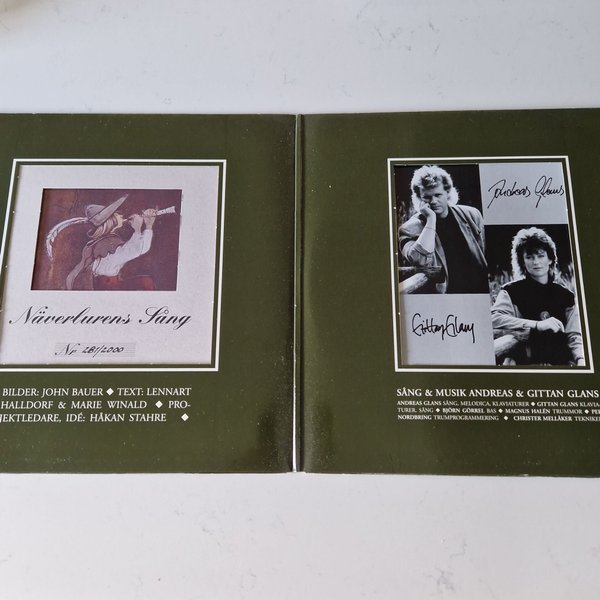 Näverlurens Sång
Nr 281/2000
BILDER: JOHN BAUER ◆ TEXT: LENNART
HALLDORF & MARIE WINALD ◆ PRO-
JEKTLEDARE, IDÉ: HÅKAN STAHRE ◆
Andreas Glans
Gittan Glans
SÅNG & MUSIK ANDREAS & GITTAN GLANS
ANDREAS GLANS SÅNG, MELODICA, KLAVIATURER ◆ GITTAN GLANS KLAVIA-
TURER, SÅNG ◆ BJÖRN GÖRREL BAS ◆ MAGNUS HALÉN TRUMMOR ◆ PER
NORDBRING TRUMPROGRAMMERING ◆ CHRISTER MELLÅKER TEKNIKER